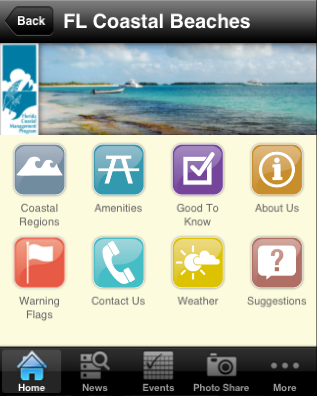 Back FL Coastal Beaches
Florida
Coastal
Management
Program
Coastal
Regions
Amenities
Good To
Know
About Us
Warning
Flags
Contact Us
Weather
Suggestions
Home News Events Photo Share More